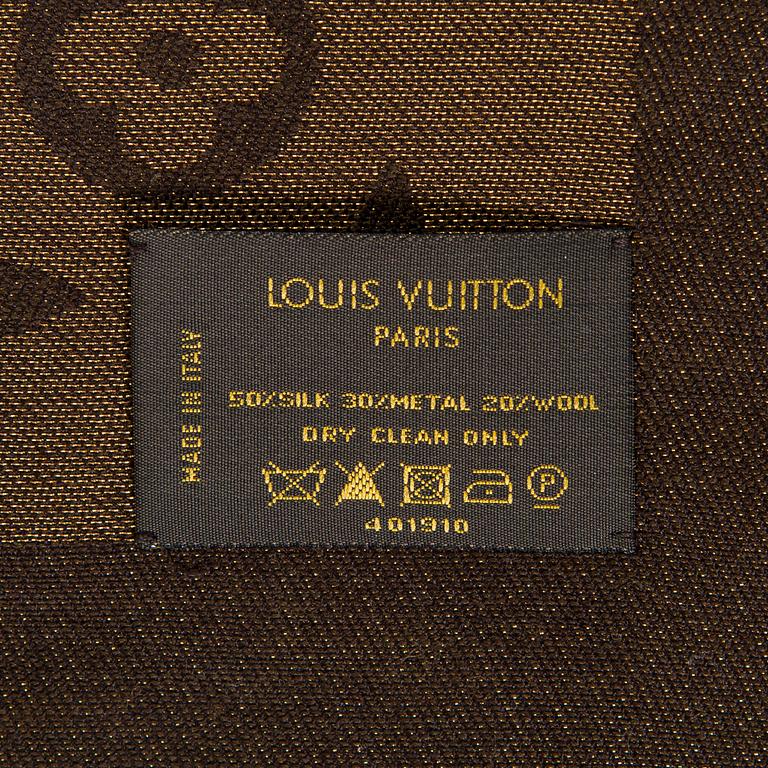 LOUIS VUITTON
PARIS
MADE IN ITALY
50%SILK 30%METAL 20%WOOL
DRY CLEAN ONLY
P
401910